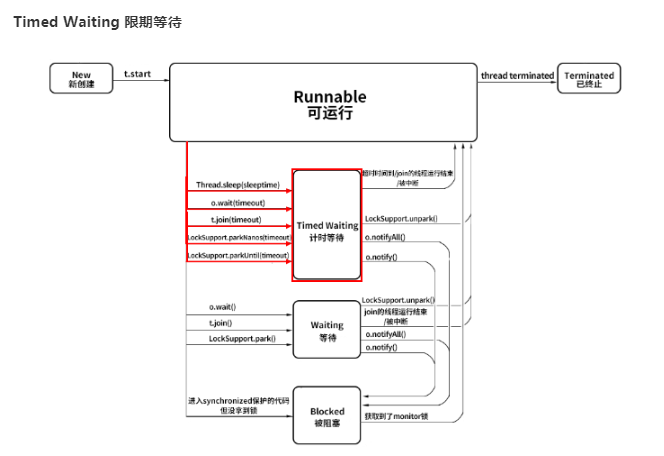 Timed Waiting 限期等待
New
新创建
t.start
Runnable
可运行
thread terminated
Terminated
已终止
Thread.sleep(sleeptime)
o.wait(timeout)
t.join(timeout)
LockSupport.parkNanos(timeout)
LockSupport.parkUntil(timeout)
Timed Waiting
计时等待
超时时间到/join的线程运行结束
/被中断
LockSupport.unpark()
o.notifyAll()
o.notify()
o.wait()
t.join()
LockSupport.park()
Waiting
等待
LockSupport.unpark()
join的线程运行结束
/被中断
o.notifyAll()
o.notify()
进入synchronized保护的代码
但没拿到锁
Blocked
被阻塞
获取到了monitor锁